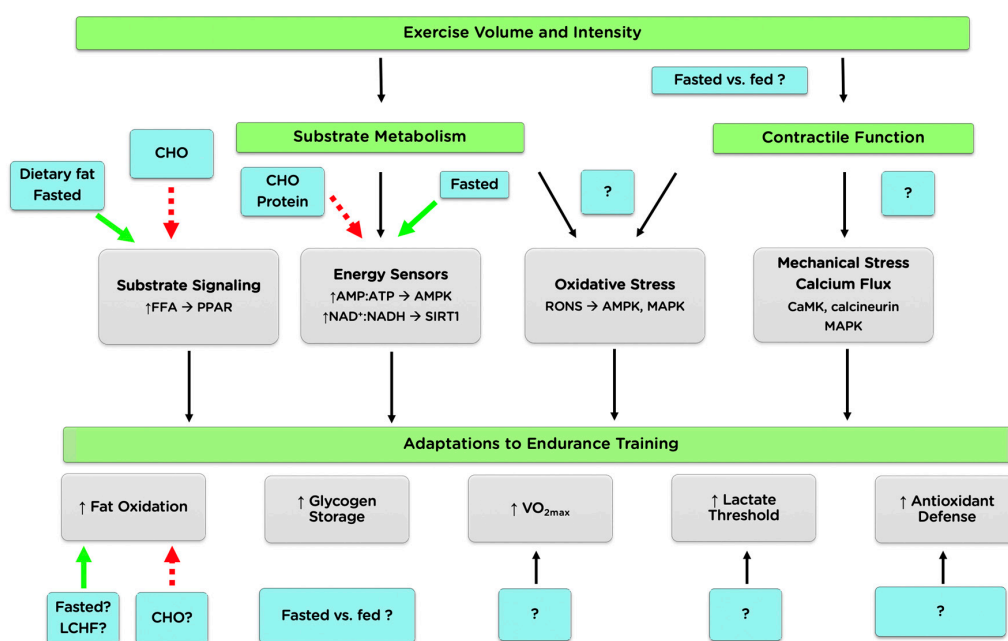 Exercise Volume and Intensity
Fasted vs. fed ?
Substrate Metabolism
Contractile Function
CHO
Dietary fat
Fasted
CHO
Protein
Fasted
?
?
Substrate Signaling
↑FFA → PPAR
Energy Sensors
↑AMP:ATP → AMPK
↑NAD⁺:NADH → SIRT1
Oxidative Stress
RONS → AMPK, MAPK
Mechanical Stress
Calcium Flux
CaMK, calcineurin
MAPK
Adaptations to Endurance Training
↑ Fat Oxidation
↑ Glycogen
Storage
↑ VO₂max
↑ Lactate
Threshold
↑ Antioxidant
Defense
Fasted?
LCHF?
CHO?
Fasted vs. fed ?
?
?
?